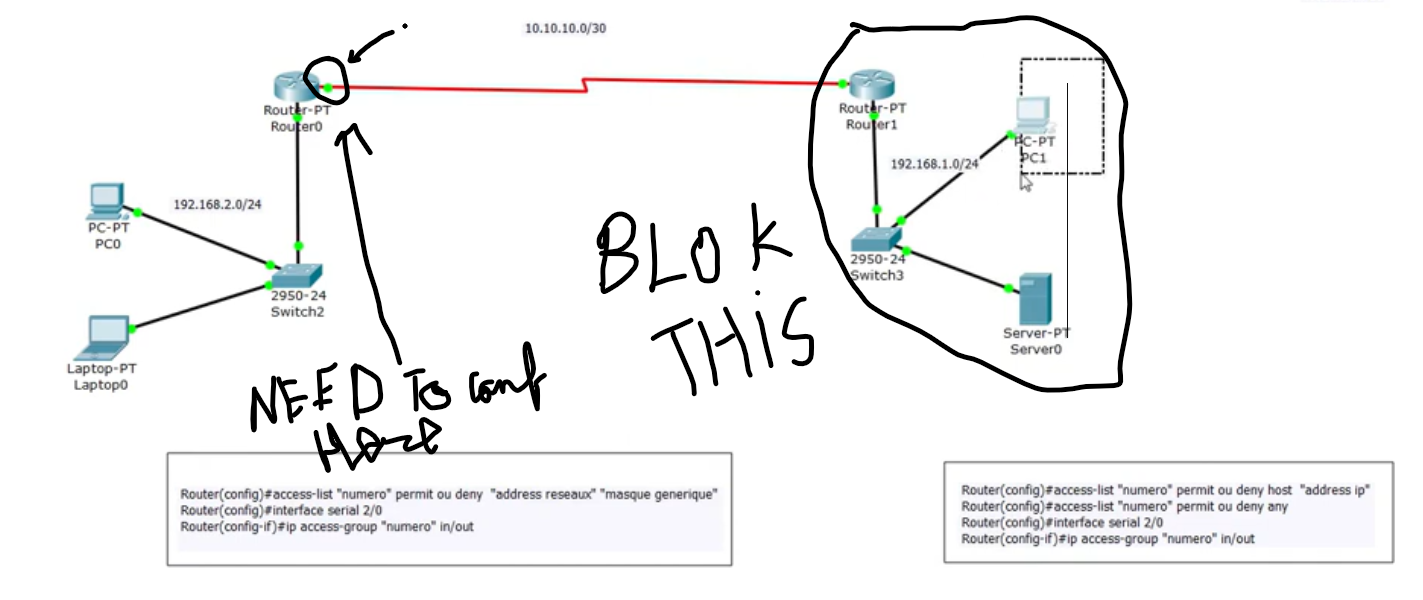 10.10.10.0/30
Router-PT
Router0
Router-PT
Router1
PC-PT
PC1
192.168.1.0/24
192.168.2.0/24
PC-PT
PC0
BLOK
THiS
2950-24
Switch3
2950-24
Switch2
Server-PT
Server0
Laptop-PT
Laptop0
NEED To conf
Router(config)#access-list "numero" permit ou deny "address reseaux" "masque generique"
Router(config)#interface serial 2/0
Router(config-if)#ip access-group "numero" in/out
Router(config)#access-list "numero" permit ou deny host "address ip"
Router(config)#access-list "numero" permit ou deny any
Router(config)#interface serial 2/0
Router(config-if)#ip access-group "numero" in/out